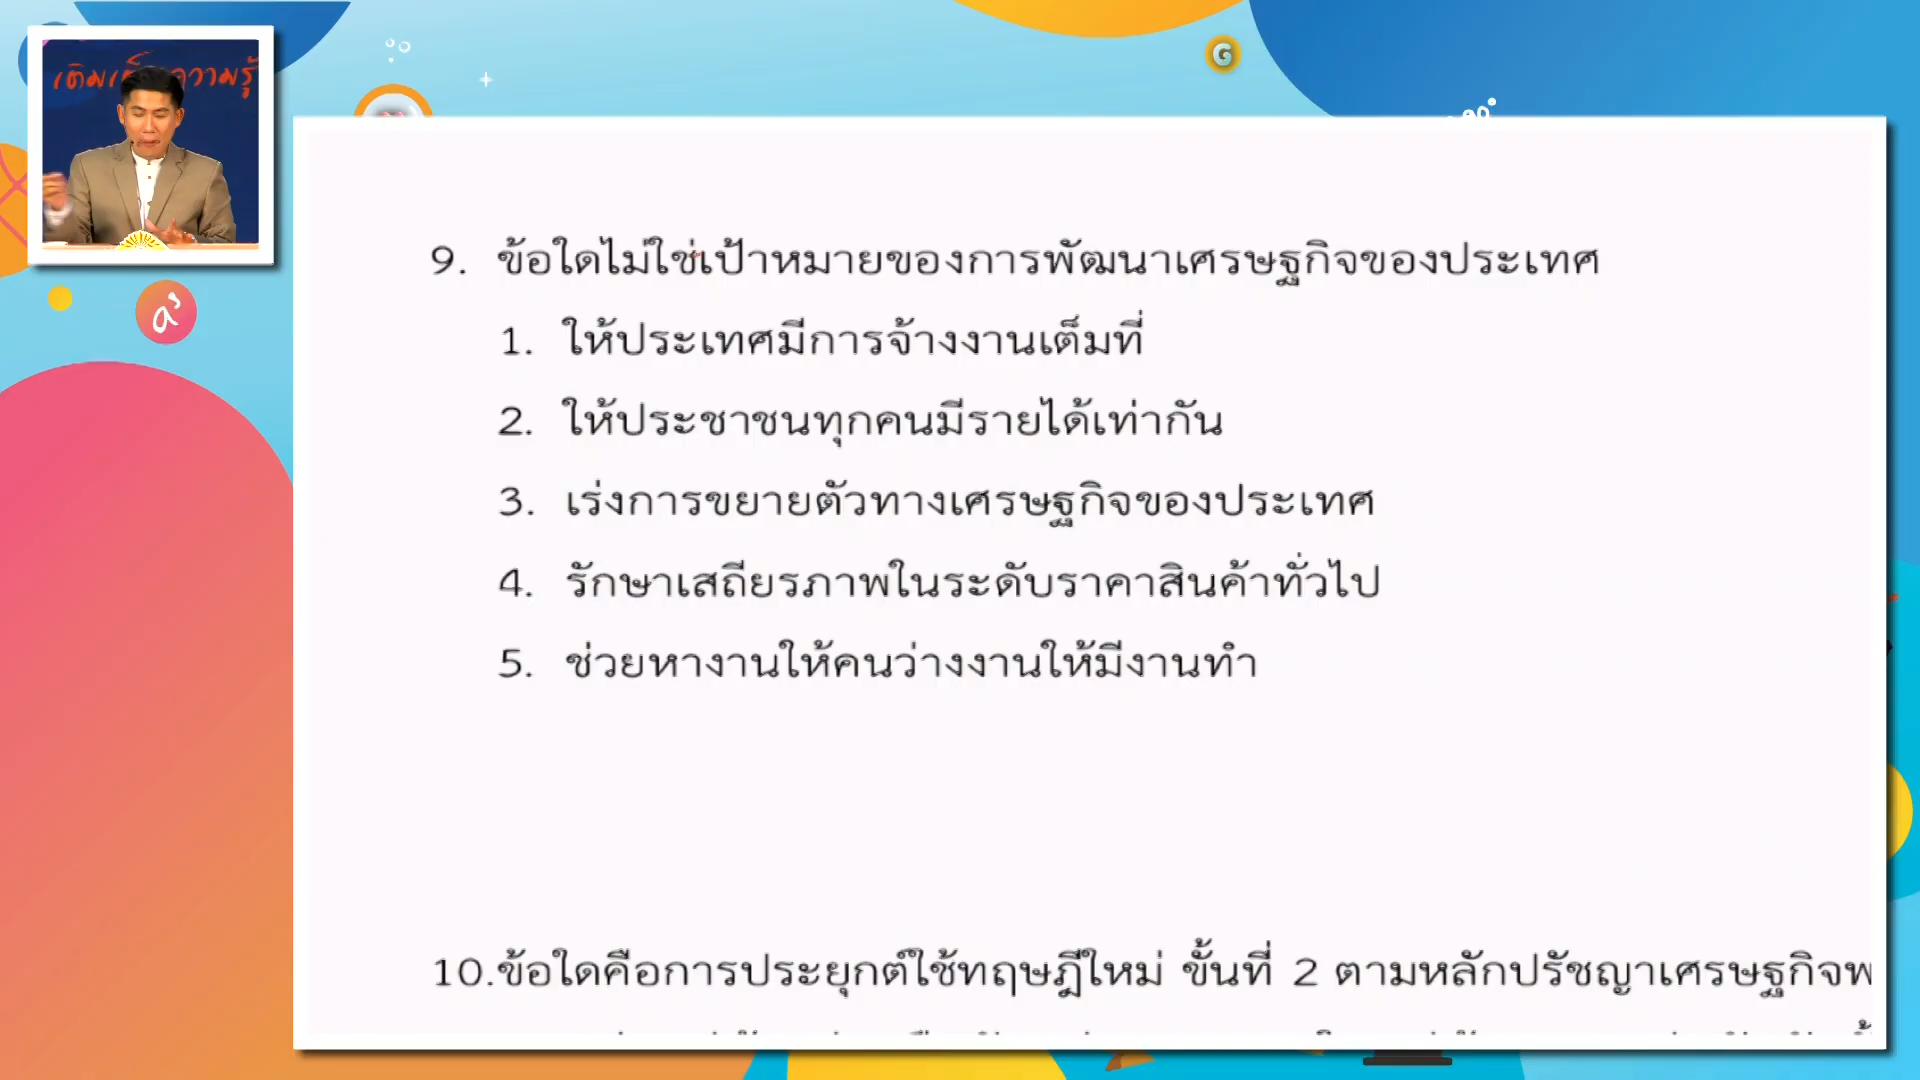 เติมเต็มความรู้
9. ข้อใดไม่ใช่เป้าหมายของการพัฒนาเศรษฐกิจของประเทศ
1. ให้ประเทศมีการจ้างงานเต็มที่
2. ให้ประชาชนทุกคนมีรายได้เท่ากัน
3. เร่งการขยายตัวทางเศรษฐกิจของประเทศ
4. รักษาเสถียรภาพในระดับราคาสินค้าทั่วไป
5. ช่วยหางานให้คนว่างงานให้มีงานทำ
10.ข้อใดคือการประยุกต์ใช้ทฤษฎีใหม่ ขั้นที่ 2 ตามหลักปรัชญาเศรษฐกิจพ